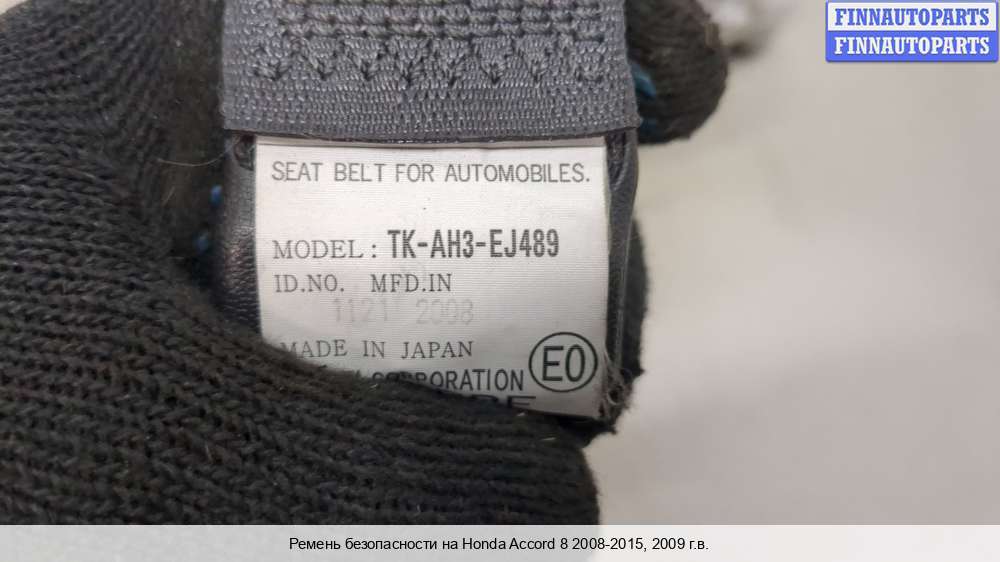 FINNAUTOPARTS
FINNAUTOPARTS
SEAT BELT FOR AUTOMOBILES.
MODEL : TK-AH3-EJ489
ID.NO. MFD.IN
1121 2008
MADE IN JAPAN
CORPORATION
E0
Ремень безопасности на Honda Accord 8 2008-2015, 2009 г.в.